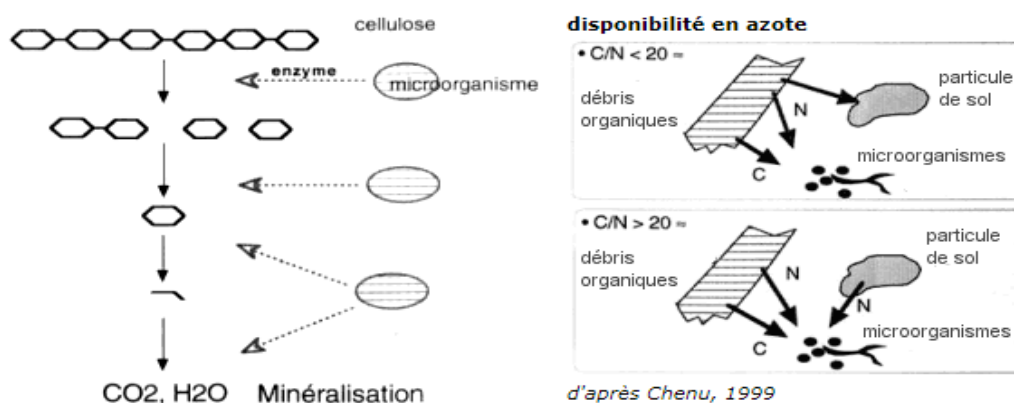 cellulose
enzyme
microorganisme
CO2, H2O Minéralisation
disponibilité en azote
• C/N < 20 =
débris
organiques
N
C
particule
de sol
microorganismes
• C/N > 20 =
débris
organiques
N
C
particule
de sol
N
microorganismes
d'après Chenu, 1999